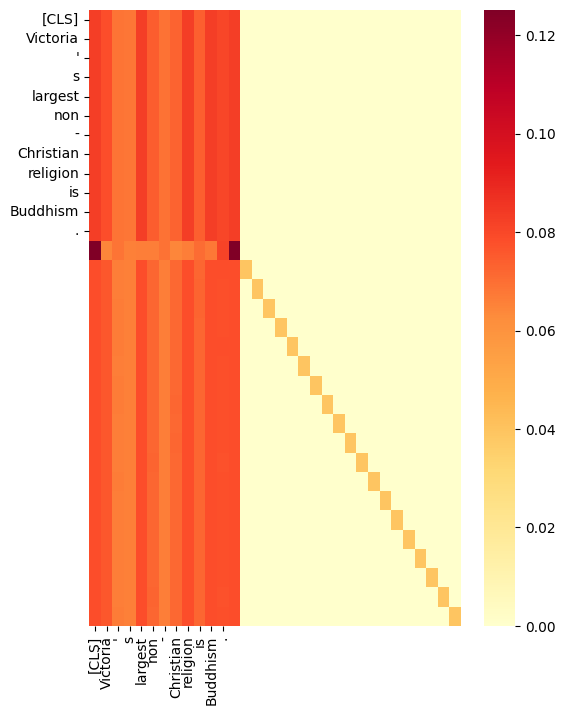 [CLS]
Victoria
'
s
largest
non
-
Christian
religion
is
Buddhism
.
0.12
0.10
0.08
0.06
0.04
0.02
0.00
[CLS]
Victoria
'
s
largest
non
-
Christian
religion
is
Buddhism
.